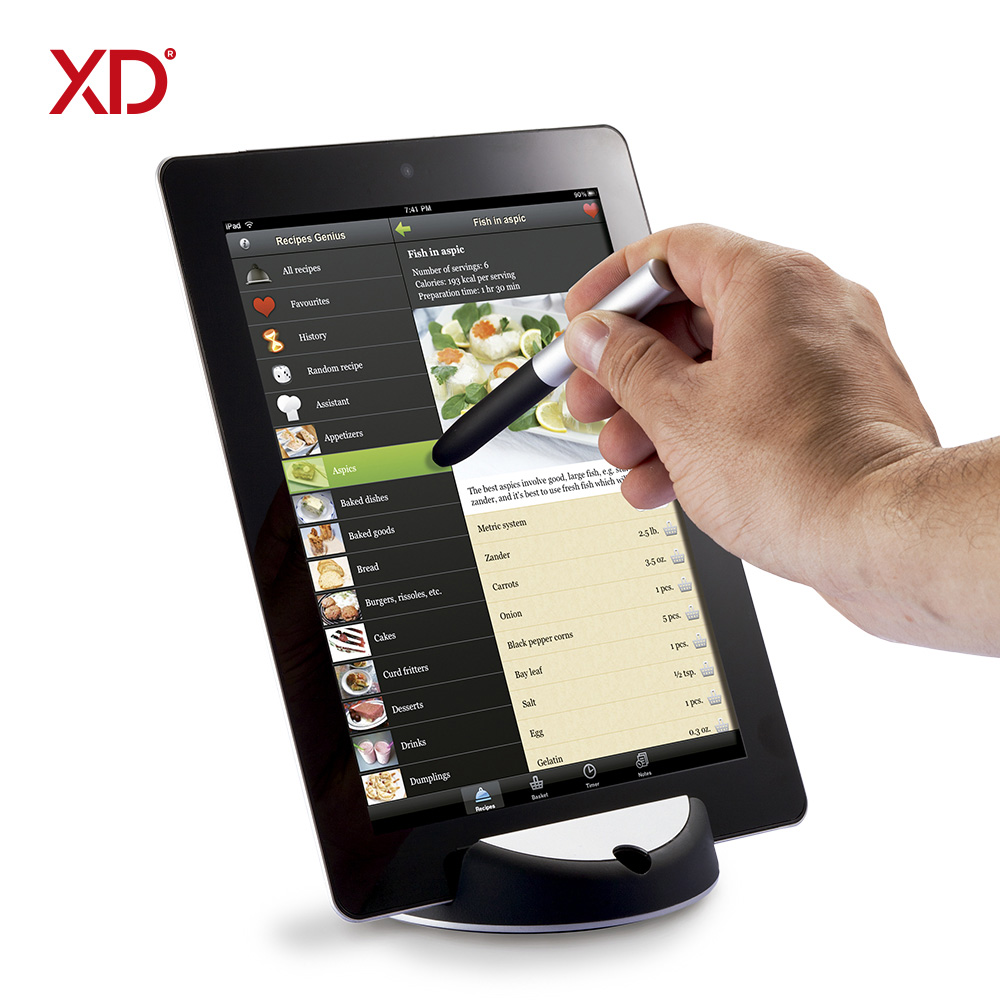 XD®
iPad
7:41 PM
90%
Recipes Genius
Fish in aspic
All recipes
Favourites
History
Random recipe
Assistant
Appetizers
Aspics
Baked dishes
Baked goods
Bread
Burgers, rissoles, etc.
Cakes
Curd fritters
Desserts
Drinks
Dumplings
Fish in aspic
Number of servings: 6
Calories: 193 kcal per serving
Preparation time: 1 hr 30 min
The best aspics involve good, large fish, e.g.
zander, and it's best to use fresh fish which
Metric system
Zander 2.5 lb.
Carrots 3.5 oz.
Onion 1 pcs.
Black pepper corns 5 pcs.
Bay leaf 1 pcs.
Salt ½ tsp.
Egg 1 pcs.
Gelatin 0.3 oz.
Recipes
Basket
Timer
Notes